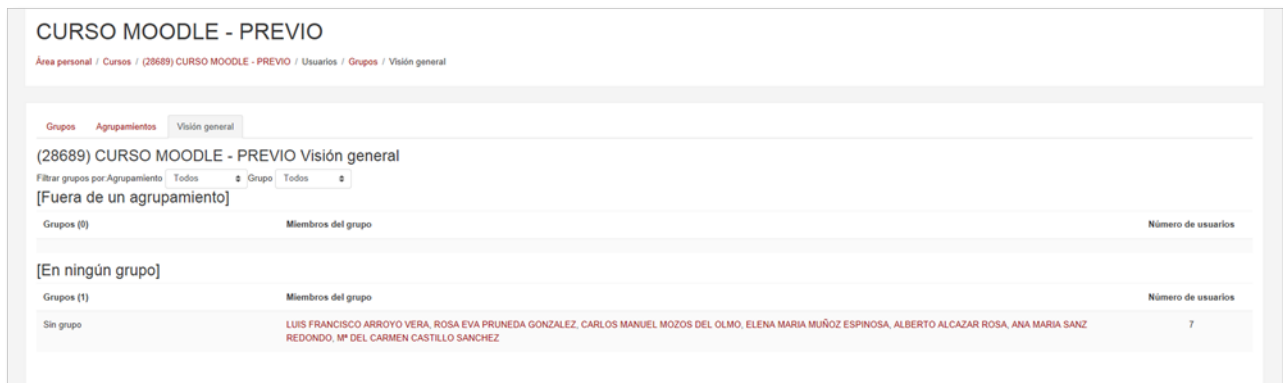 CURSO MOODLE - PREVIO
Área personal / Cursos / (28689) CURSO MOODLE - PREVIO / Usuarios / Grupos / Visión general
Grupos Agrupamientos Visión general
(28689) CURSO MOODLE - PREVIO Visión general
Filtrar grupos por:Agrupamiento Todos Grupo Todos
[Fuera de un agrupamiento]
Grupos (0) Miembros del grupo Número de usuarios
[En ningún grupo]
Grupos (1) Miembros del grupo Número de usuarios
Sin grupo LUIS FRANCISCO ARROYO VERA, ROSA EVA PRUNEDA GONZALEZ, CARLOS MANUEL MOZOS DEL OLMO, ELENA MARIA MUÑOZ ESPINOSA, ALBERTO ALCAZAR ROSA, ANA MARIA SANZ 7
REDONDO, Mª DEL CARMEN CASTILLO SANCHEZ